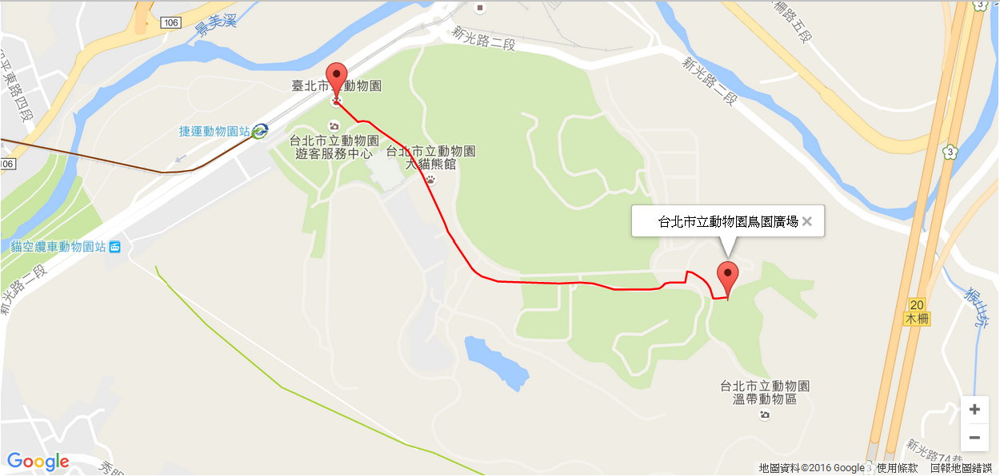 106
景美溪
新光路二段
柵路五段
3
和平東路四段
臺北市立動物園
新光路二段
捷運動物園站
台北市立動物園
遊客服務中心
台北市立動物園
大貓熊館
3
106
台北市立動物園鳥園廣場
貓空纜車動物園站
新光路二段
猴山坑
20
木柵
台北市立動物園
溫帶動物區
+
−
新光路74巷
Google
秀明
地圖資料©2016 Google
3
使用條款
回報地圖錯誤